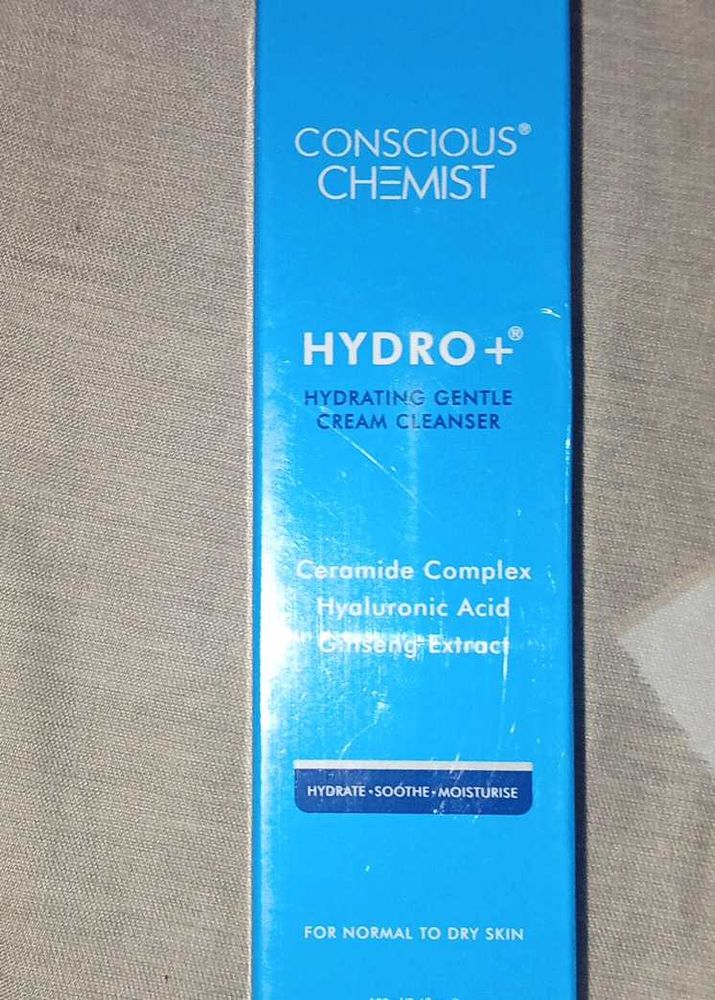 CONSCIOUS®
CHEMIST
HYDRO+®
HYDRATING GENTLE
CREAM CLEANSER
Ceramide Complex
Hyaluronic Acid
Ginseng Extract
HYDRATE • SOOTHE • MOISTURISE
FOR NORMAL TO DRY SKIN